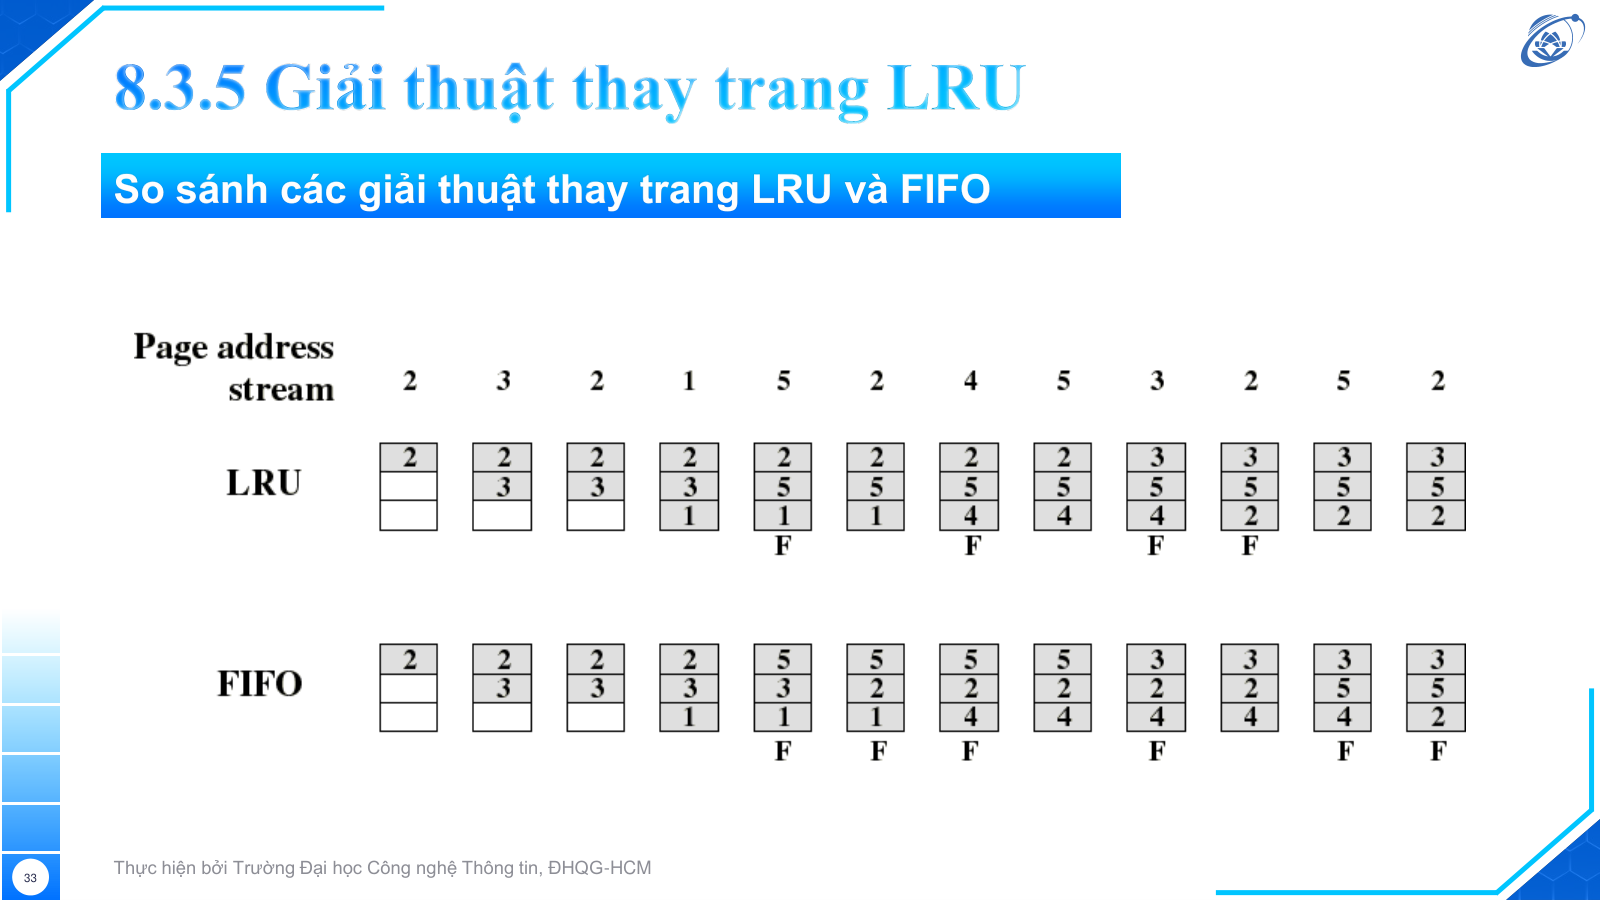 8.3.5 Giải thuật thay trang LRU
So sánh các giải thuật thay trang LRU và FIFO
Page address
stream 2 3 2 1 5 2 4 5 3 2 5 2
2 2 2 2 2 2 2 2 3 3 3 3
LRU 3 3 3 5 5 5 5 5 5 5 5
1 1 1 4 4 4 2 2 2
F F F F
2 2 2 2 5 5 5 5 3 3 3 3
FIFO 3 3 3 3 2 2 2 2 2 5 5
1 1 1 4 4 4 4 4 2
F F F F F F
Thực hiện bởi Trường Đại học Công nghệ Thông tin, ĐHQG-HCM
33